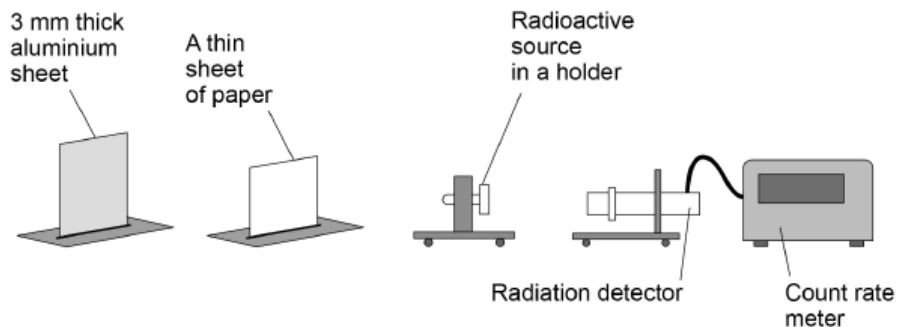 3 mm thick
aluminium
sheet
A thin
sheet
of paper
Radioactive
source
in a holder
Radiation detector
Count rate
meter